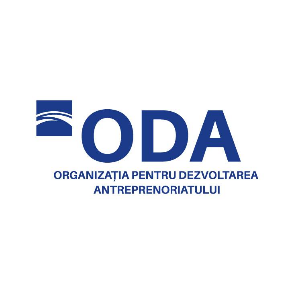 ODA
ORGANIZAȚIA PENTRU DEZVOLTAREA
ANTREPRENORIATULUI